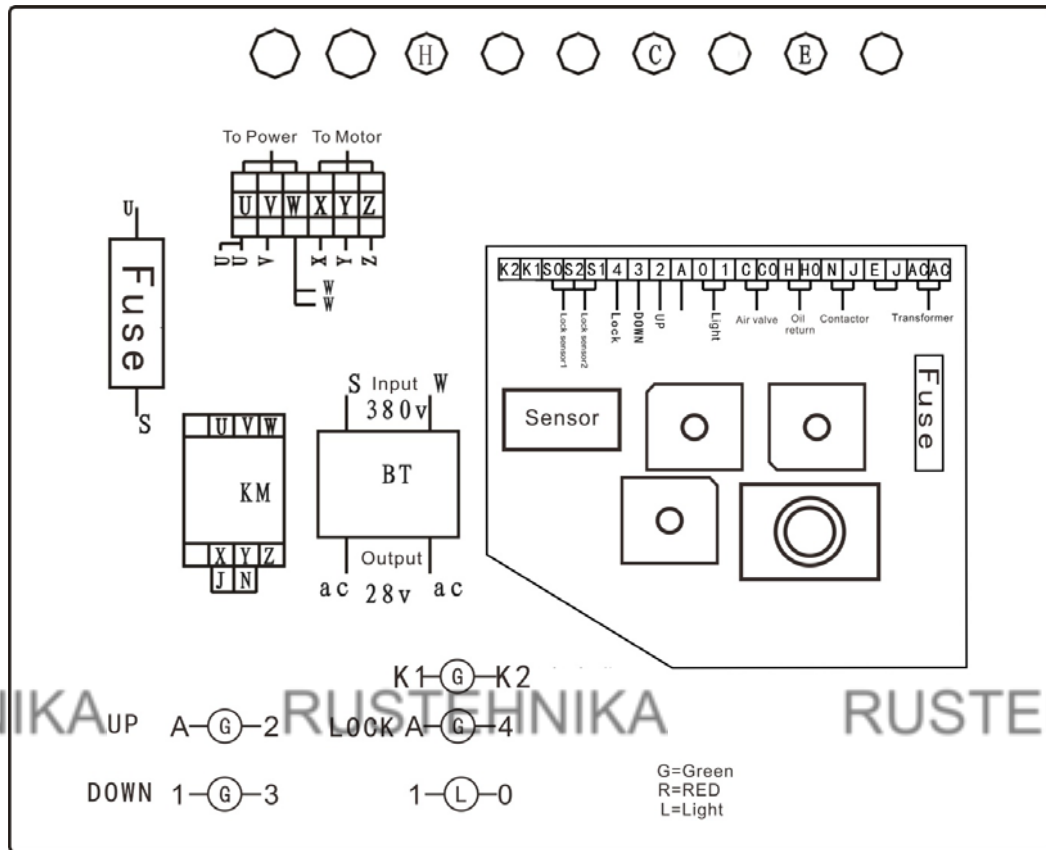 H C E
To Power To Motor
U V W X Y Z
U
U
U
V
X
Y
Z
W
W
Fuse
S
K2 K1 S0 S2 S1 4 3 2 A 0 1 C C0 H H0 N J E J AC AC
Lock sensor1
Lock sensor2
Lock
DOWN
UP
Light
Air valve
Oil
return
Contactor
Transformer
Fuse
Sensor
S Input W
380v
BT
Output
ac 28v ac
U V W
KM
X Y Z
J N
K1 G K2
UP A G 2
LOCK A G 4
DOWN 1 G 3
1 L 0
G=Green
R=RED
L=Light
NIKA RUSTEHNIKA RUSTE